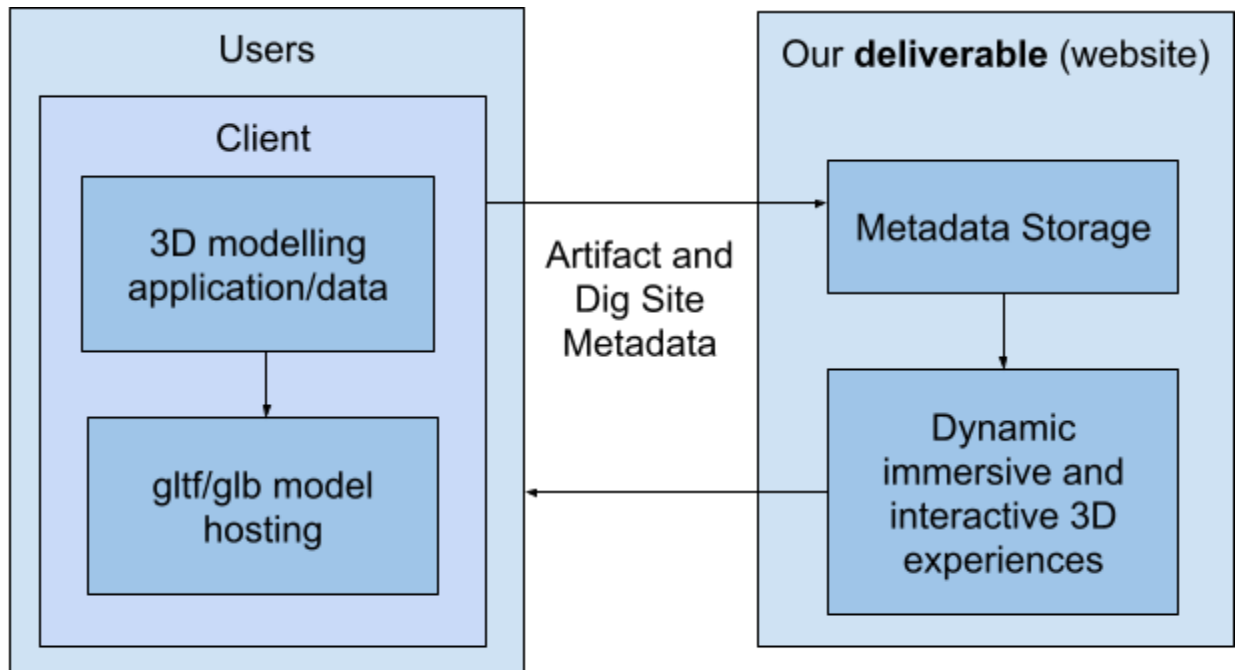 Users
Client
3D modelling
application/data
gltf/glb model
hosting
Artifact and
Dig Site
Metadata
Our deliverable (website)
Metadata Storage
Dynamic
immersive and
interactive 3D
experiences